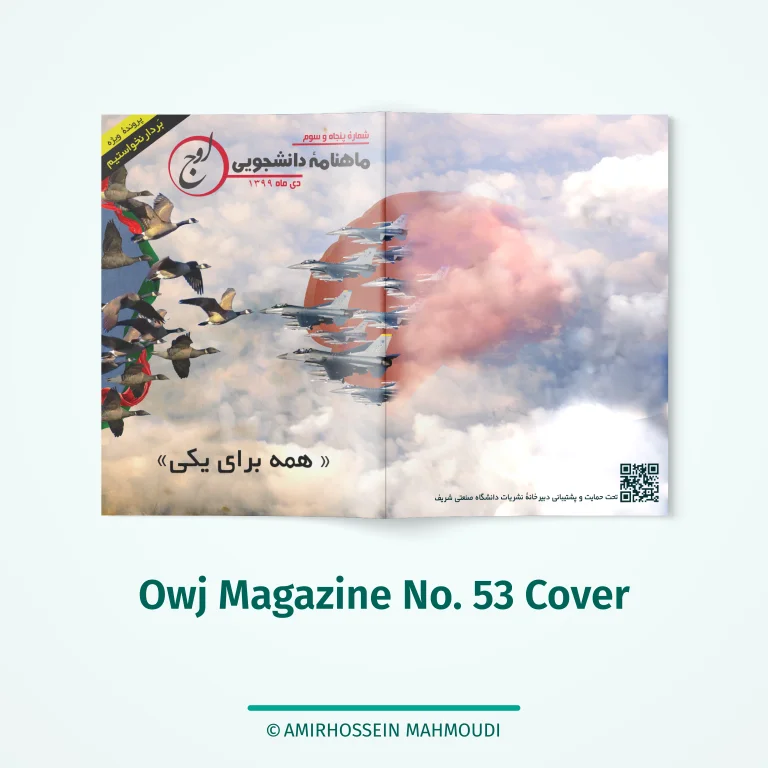 پروندهٔ ویژه
بَردار نخواستیم
شمارهٔ پنجاه و سوم
ماهنامهٔ دانشجویی
اوج
دی ماه ۱۳۹۹
« همه برای یکی»
تحت حمایت و پشتیبانی دبیرخانهٔ نشریات دانشگاه صنعتی شریف
Owj Magazine No. 53 Cover
© AMIRHOSSEIN MAHMOUDI